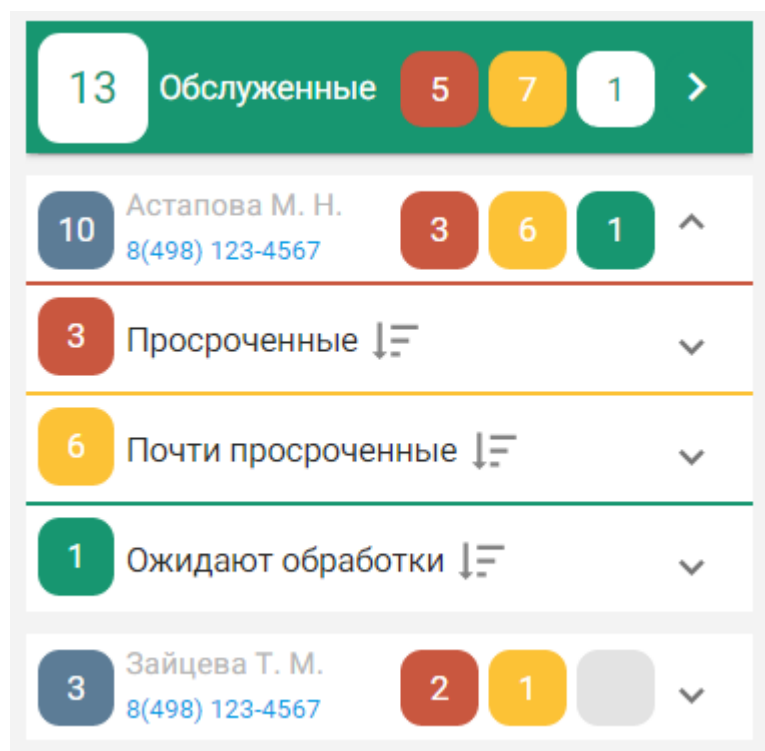 13 Обслуженные 5 7 1
10 Астапова М. Н. 3 6 1
8(498) 123-4567
3 Просроченные
6 Почти просроченные
1 Ожидают обработки
3 Зайцева Т. М. 2 1
8(498) 123-4567